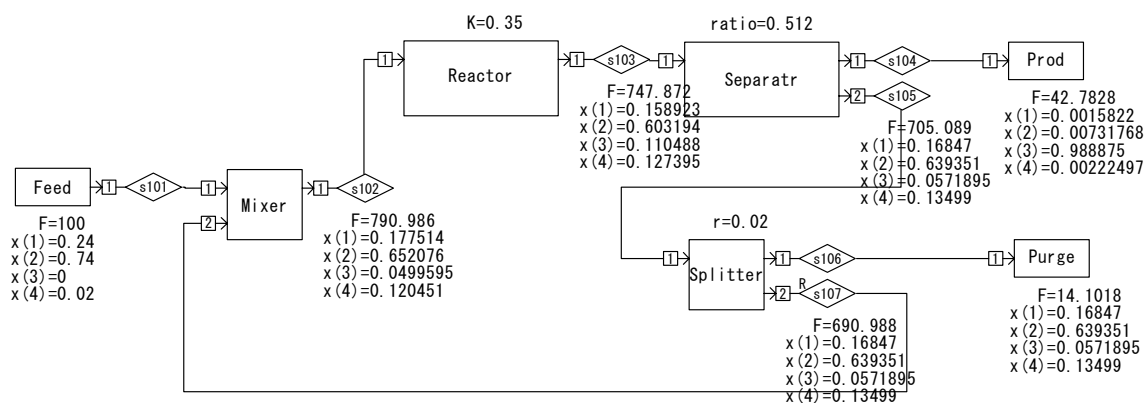 K=0.35
ratio=0.512
Reactor
1
1
s103
1
Separatr
1
s104
1
Prod
2
s105
F=747.872
x(1)=0.158923
x(2)=0.603194
x(3)=0.110488
x(4)=0.127395
F=42.7828
x(1)=0.0015822
x(2)=0.00731768
x(3)=0.988875
x(4)=0.00222497
F=705.089
x(1)=0.16847
x(2)=0.639351
x(3)=0.0571895
x(4)=0.13499
Feed
1
s101
1
2
Mixer
1
s102
F=100
x(1)=0.24
x(2)=0.74
x(3)=0
x(4)=0.02
F=790.986
x(1)=0.177514
x(2)=0.652076
x(3)=0.0499595
x(4)=0.120451
r=0.02
1
Splitter
1
s106
1
Purge
2
R
s107
F=690.988
x(1)=0.16847
x(2)=0.639351
x(3)=0.0571895
x(4)=0.13499
F=14.1018
x(1)=0.16847
x(2)=0.639351
x(3)=0.0571895
x(4)=0.13499